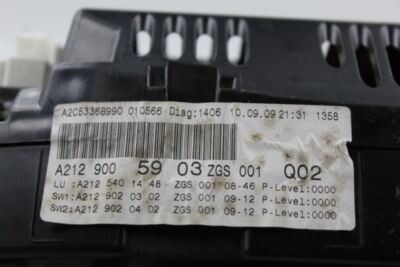 A2C53368990 010566-Diag:1406 10.09.09 21:31 1358
A212 900 59 03 ZGS 001 Q02
LU : A212 540 14 48- ZGS 001 08-46 P-Level:0000
SW1: A212 902 03 02 ZGS 001 09-12 P-Level:0000
SW2: A212 902 04 02 ZGS 001 09-12 P-Level:0000